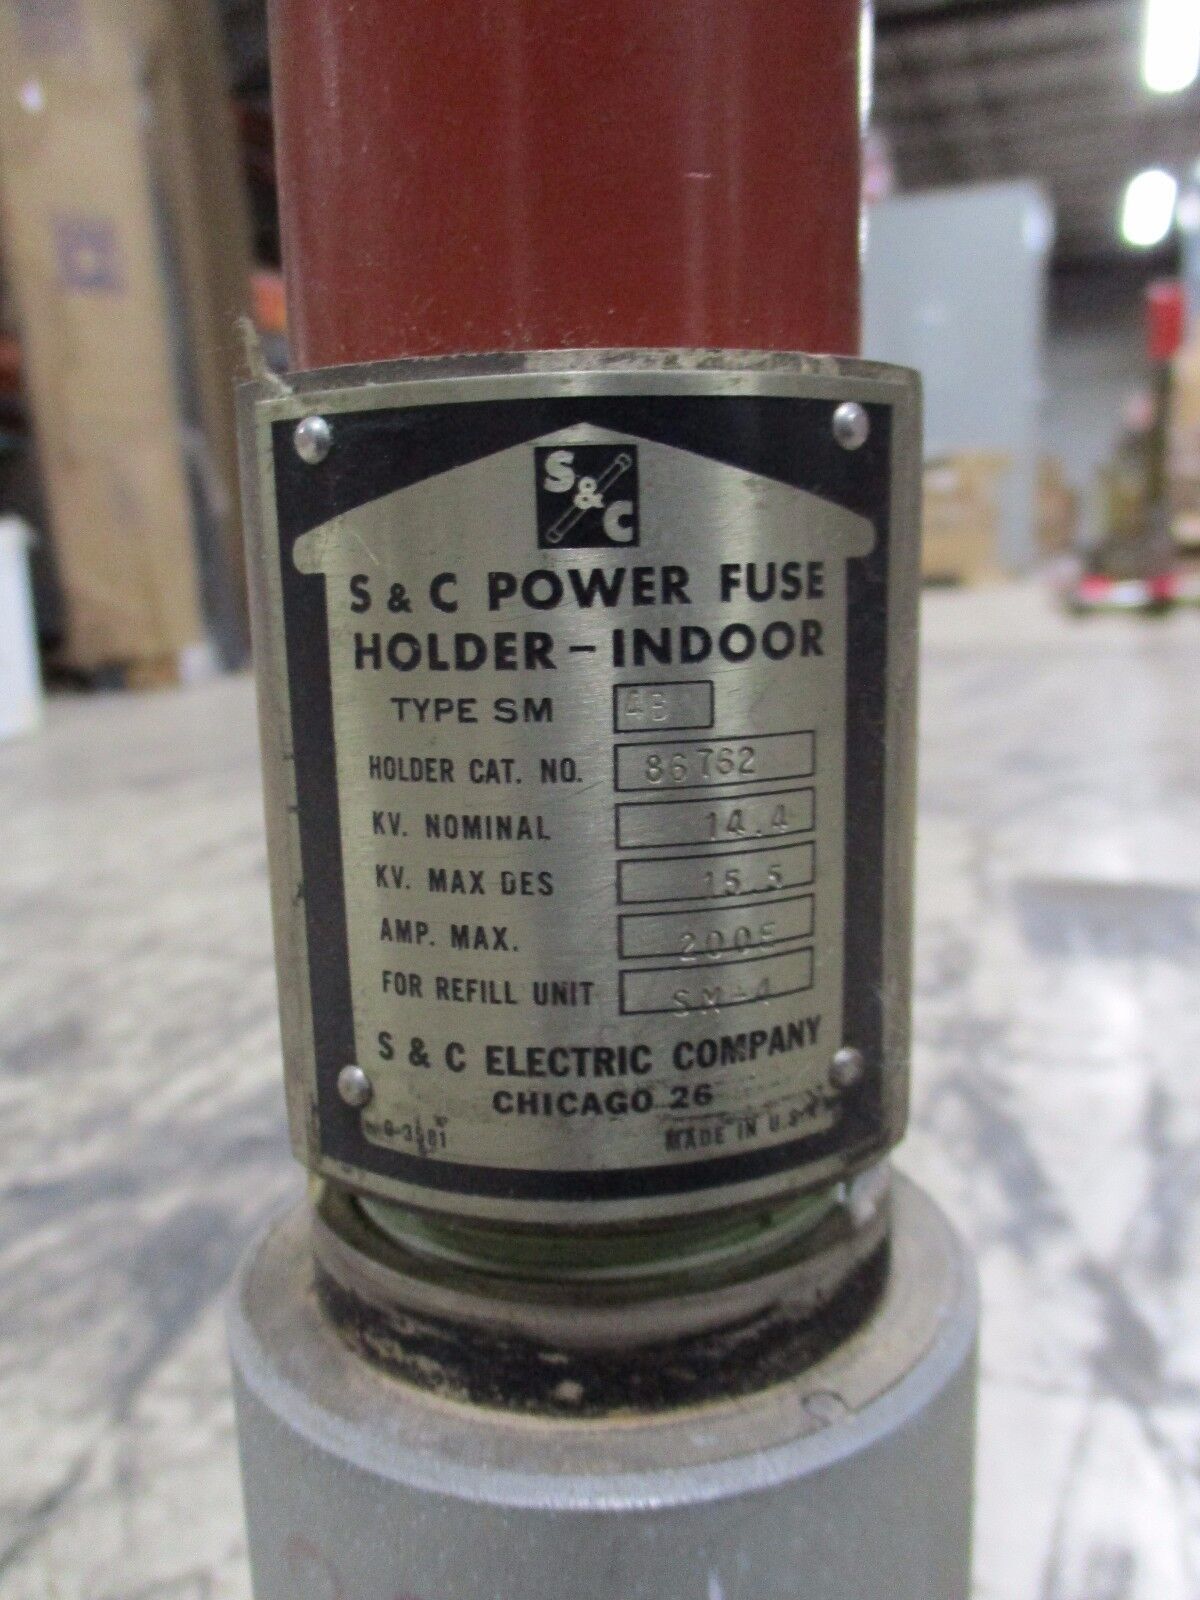 S & C
S & C POWER FUSE
HOLDER – INDOOR
TYPE SM 4B
HOLDER CAT. NO. 86762
KV. NOMINAL 14.4
KV. MAX DES 15.5
AMP. MAX. 200E
FOR REFILL UNIT SM-4
S & C ELECTRIC COMPANY
CHICAGO 26
MADE IN U.S.A.